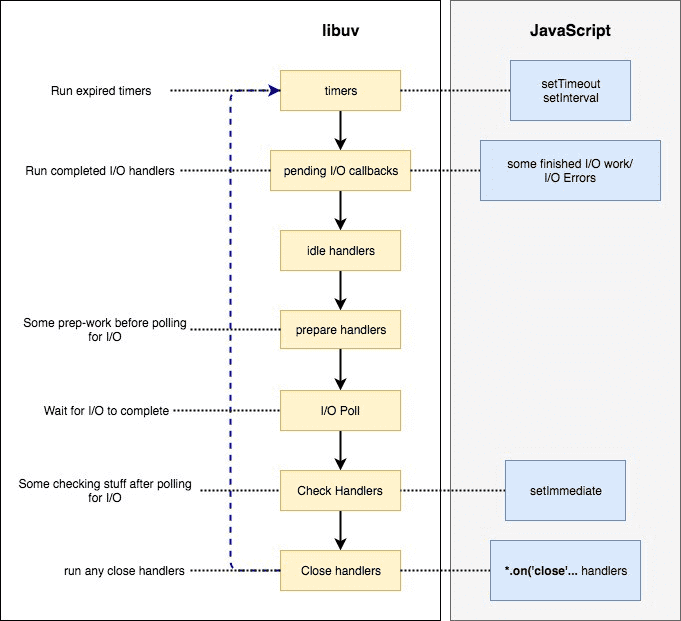 libuv
JavaScript
Run expired timers
timers
setTimeout
setInterval
Run completed I/O handlers
pending I/O callbacks
some finished I/O work/
I/O Errors
idle handlers
Some prep-work before polling
for I/O
prepare handlers
Wait for I/O to complete
I/O Poll
Some checking stuff after polling
for I/O
Check Handlers
setImmediate
run any close handlers
Close handlers
*.on('close'... handlers